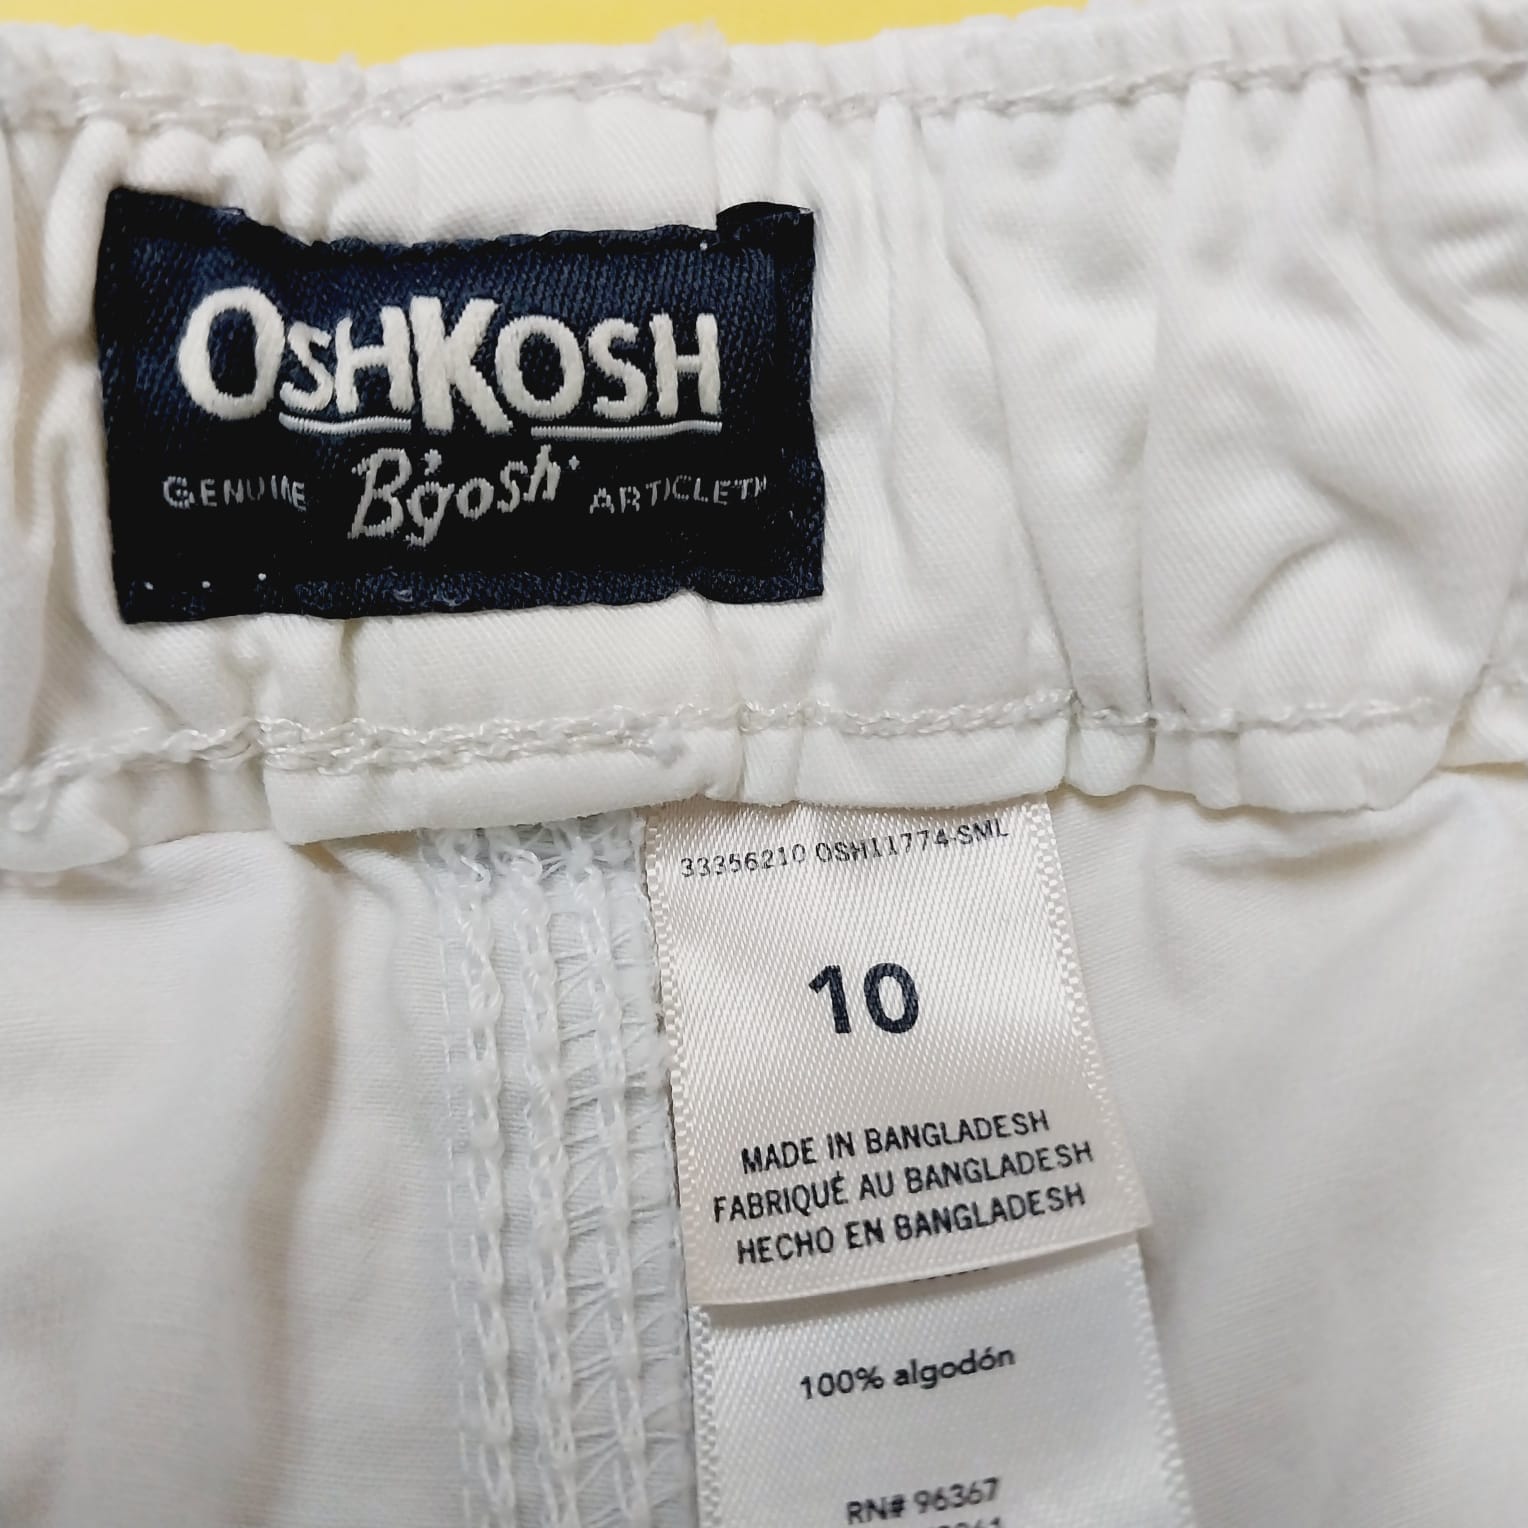 OSHKOSH
GENUINE B'gosh ARTICLE
33356210 OSH11774-SML
10
MADE IN BANGLADESH
FABRIQUÉ AU BANGLADESH
HECHO EN BANGLADESH
100% algodón
RN# 96367